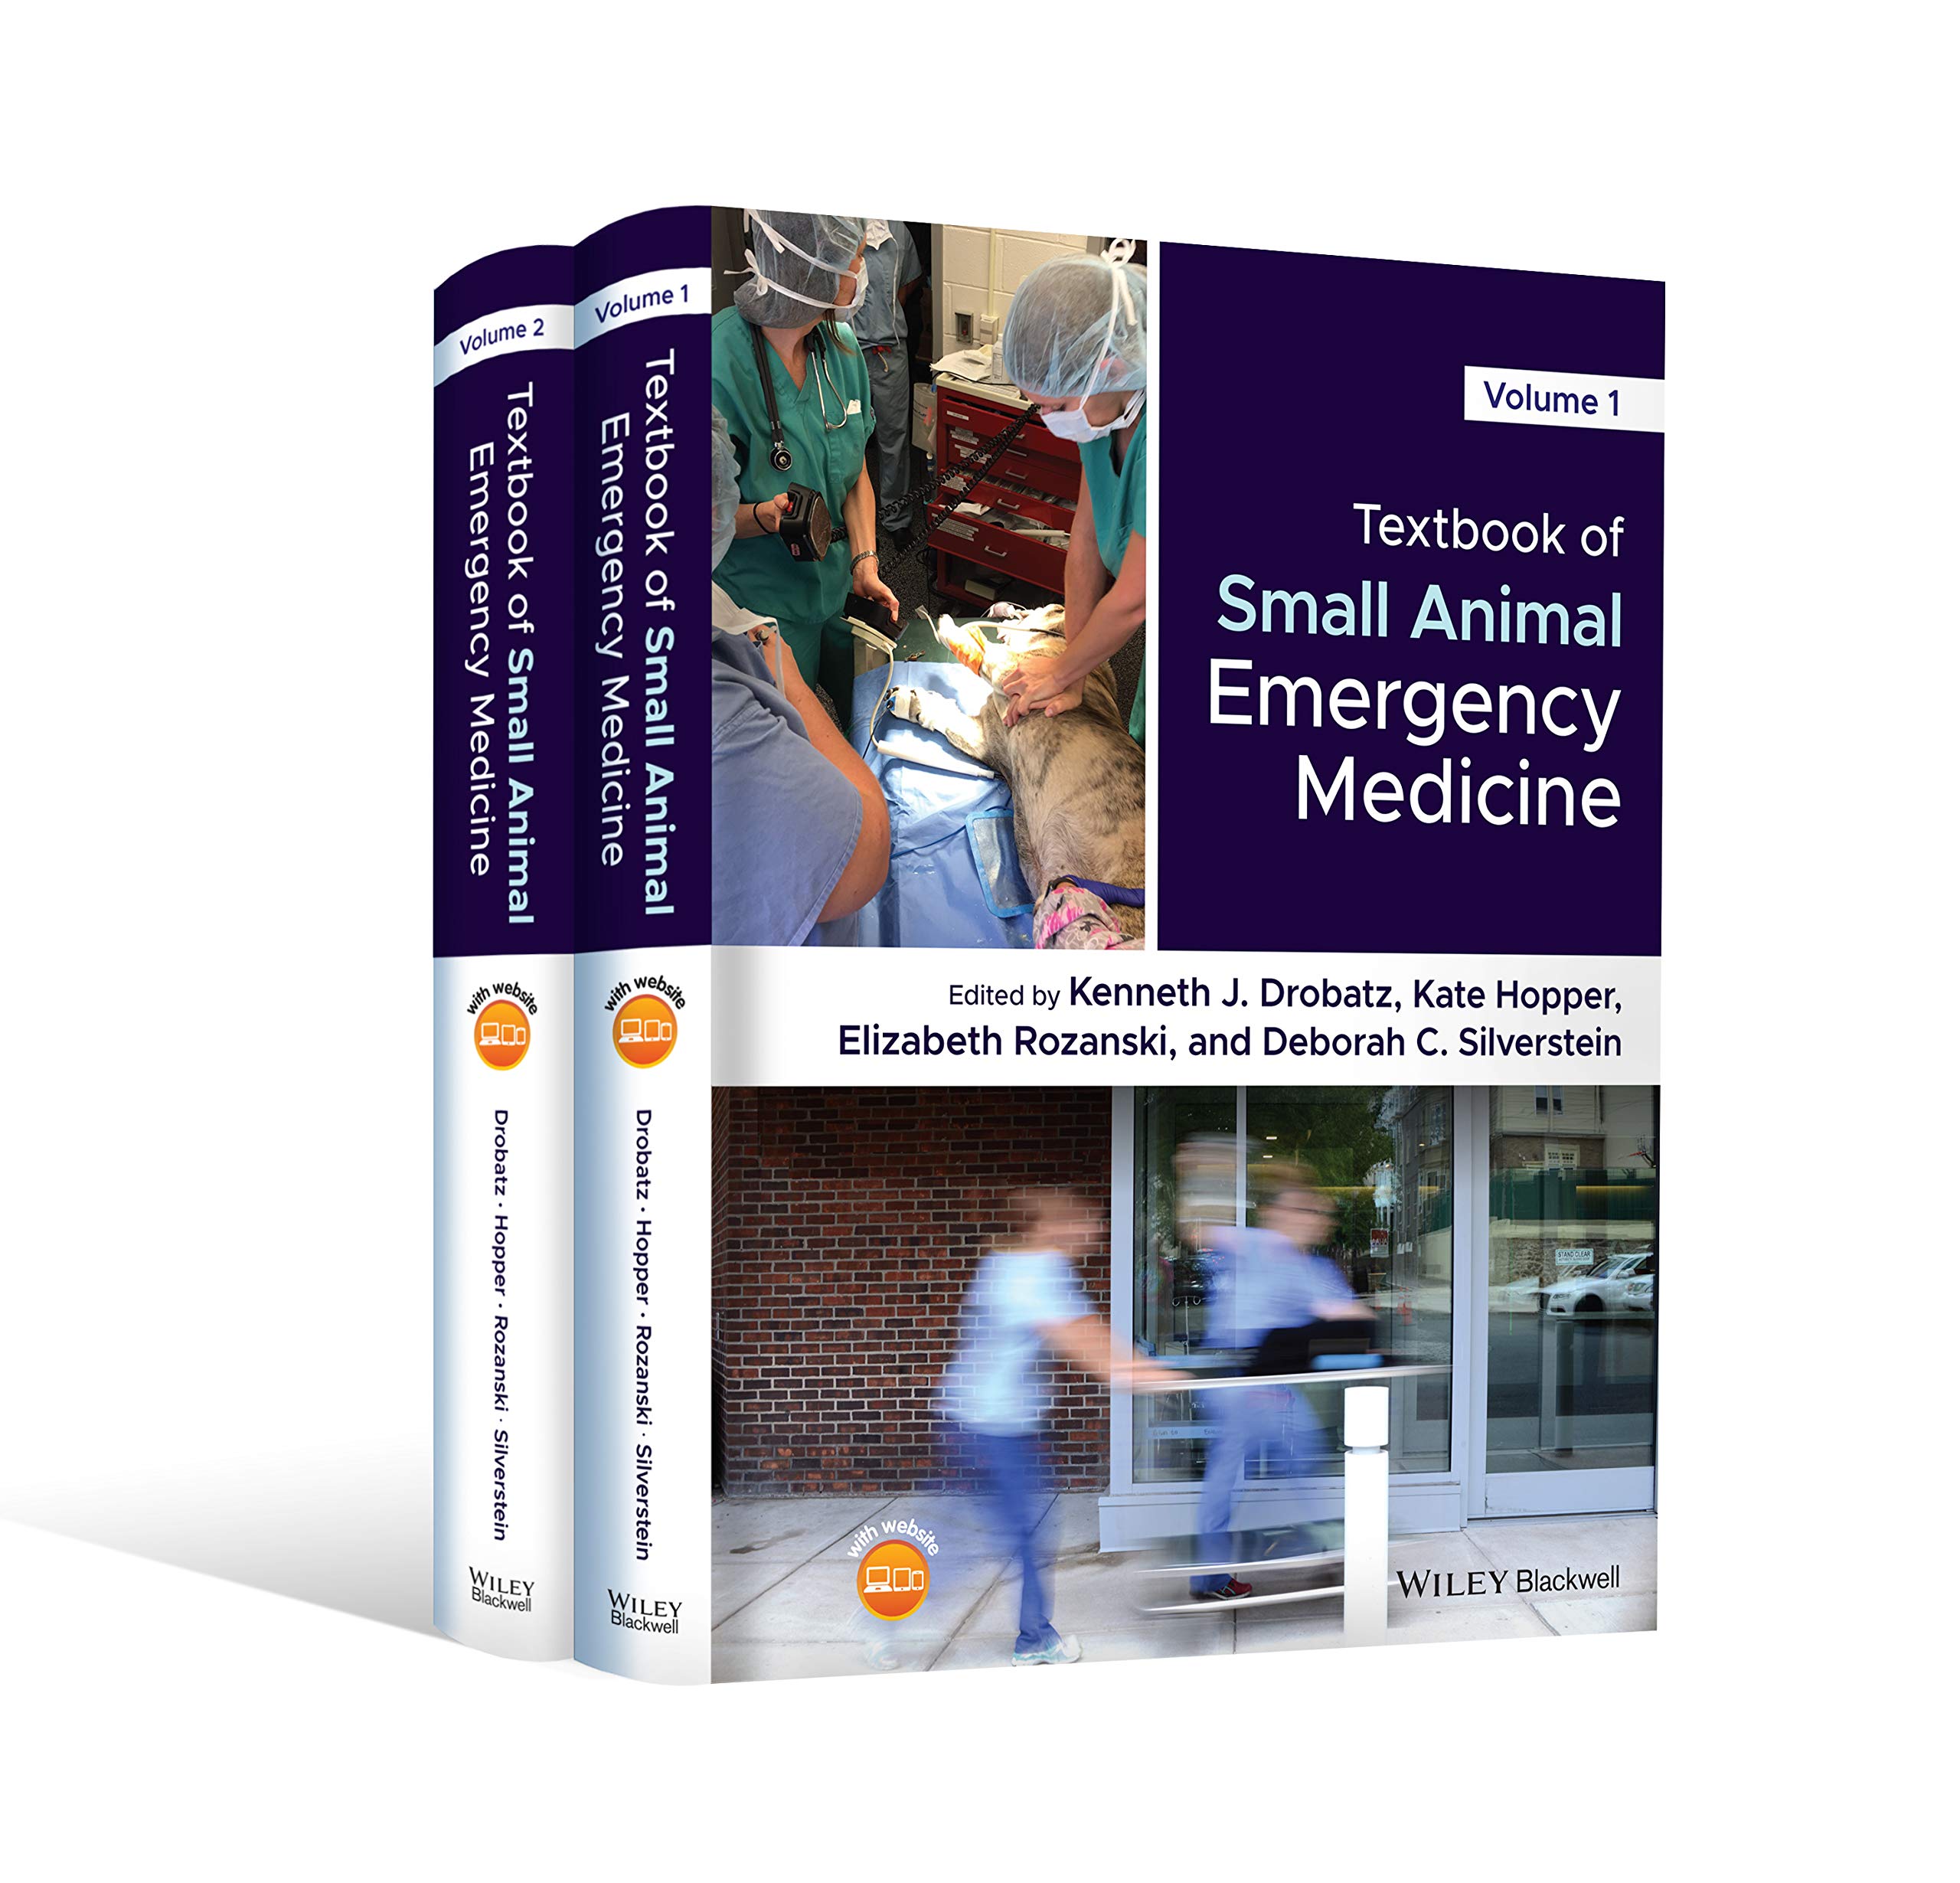 Volume 2
Textbook of Small Animal
Emergency Medicine
with website
Drobatz • Hopper • Rozanski • Silverstein
WILEY
Blackwell
Volume 1
Textbook of Small Animal
Emergency Medicine
with website
Drobatz • Hopper • Rozanski • Silverstein
WILEY
Blackwell
Volume 1
Textbook of
Small Animal
Emergency
Medicine
Edited by Kenneth J. Drobatz, Kate Hopper,
Elizabeth Rozanski, and Deborah C. Silverstein
STAND CLEAR
with website
WILEY Blackwell